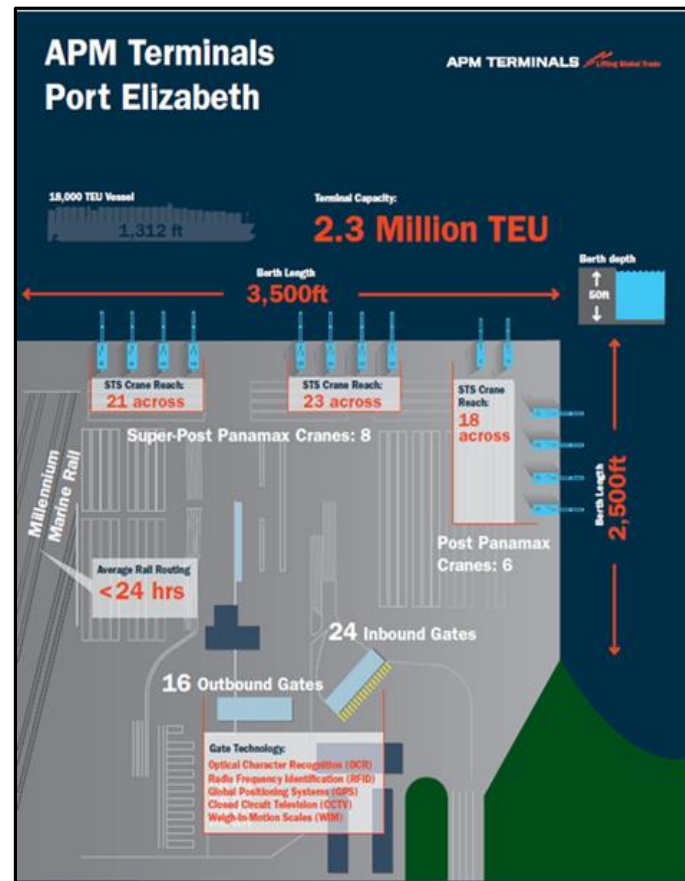 APM Terminals
Port Elizabeth
APM TERMINALS
Lifting Global Trade
18,000 TEU Vessel
1,312 ft
Terminal Capacity:
2.3 Million TEU
Berth depth
50ft
Berth Length
3,500ft
STS Crane Reach:
21 across
STS Crane Reach:
23 across
STS Crane
Reach:
18
across
Super-Post Panamax Cranes: 8
Berth Length
2,500ft
Millennium
Marine Rail
Post Panamax
Cranes: 6
Average Rail Routing
<24 hrs
24 Inbound Gates
16 Outbound Gates
Gate Technology:
Optical Character Recognition (OCR)
Radio Frequency Identification (RFID)
Global Positioning Systems (GPS)
Closed Circuit Television (CCTV)
Weigh-In-Motion Scales (WIM)